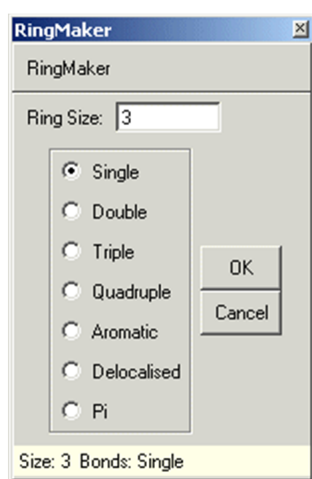 RingMaker
RingMaker
Ring Size: 3
Single
Double
Triple
Quadruple
Aromatic
Delocalised
Pi
OK
Cancel
Size: 3 Bonds: Single